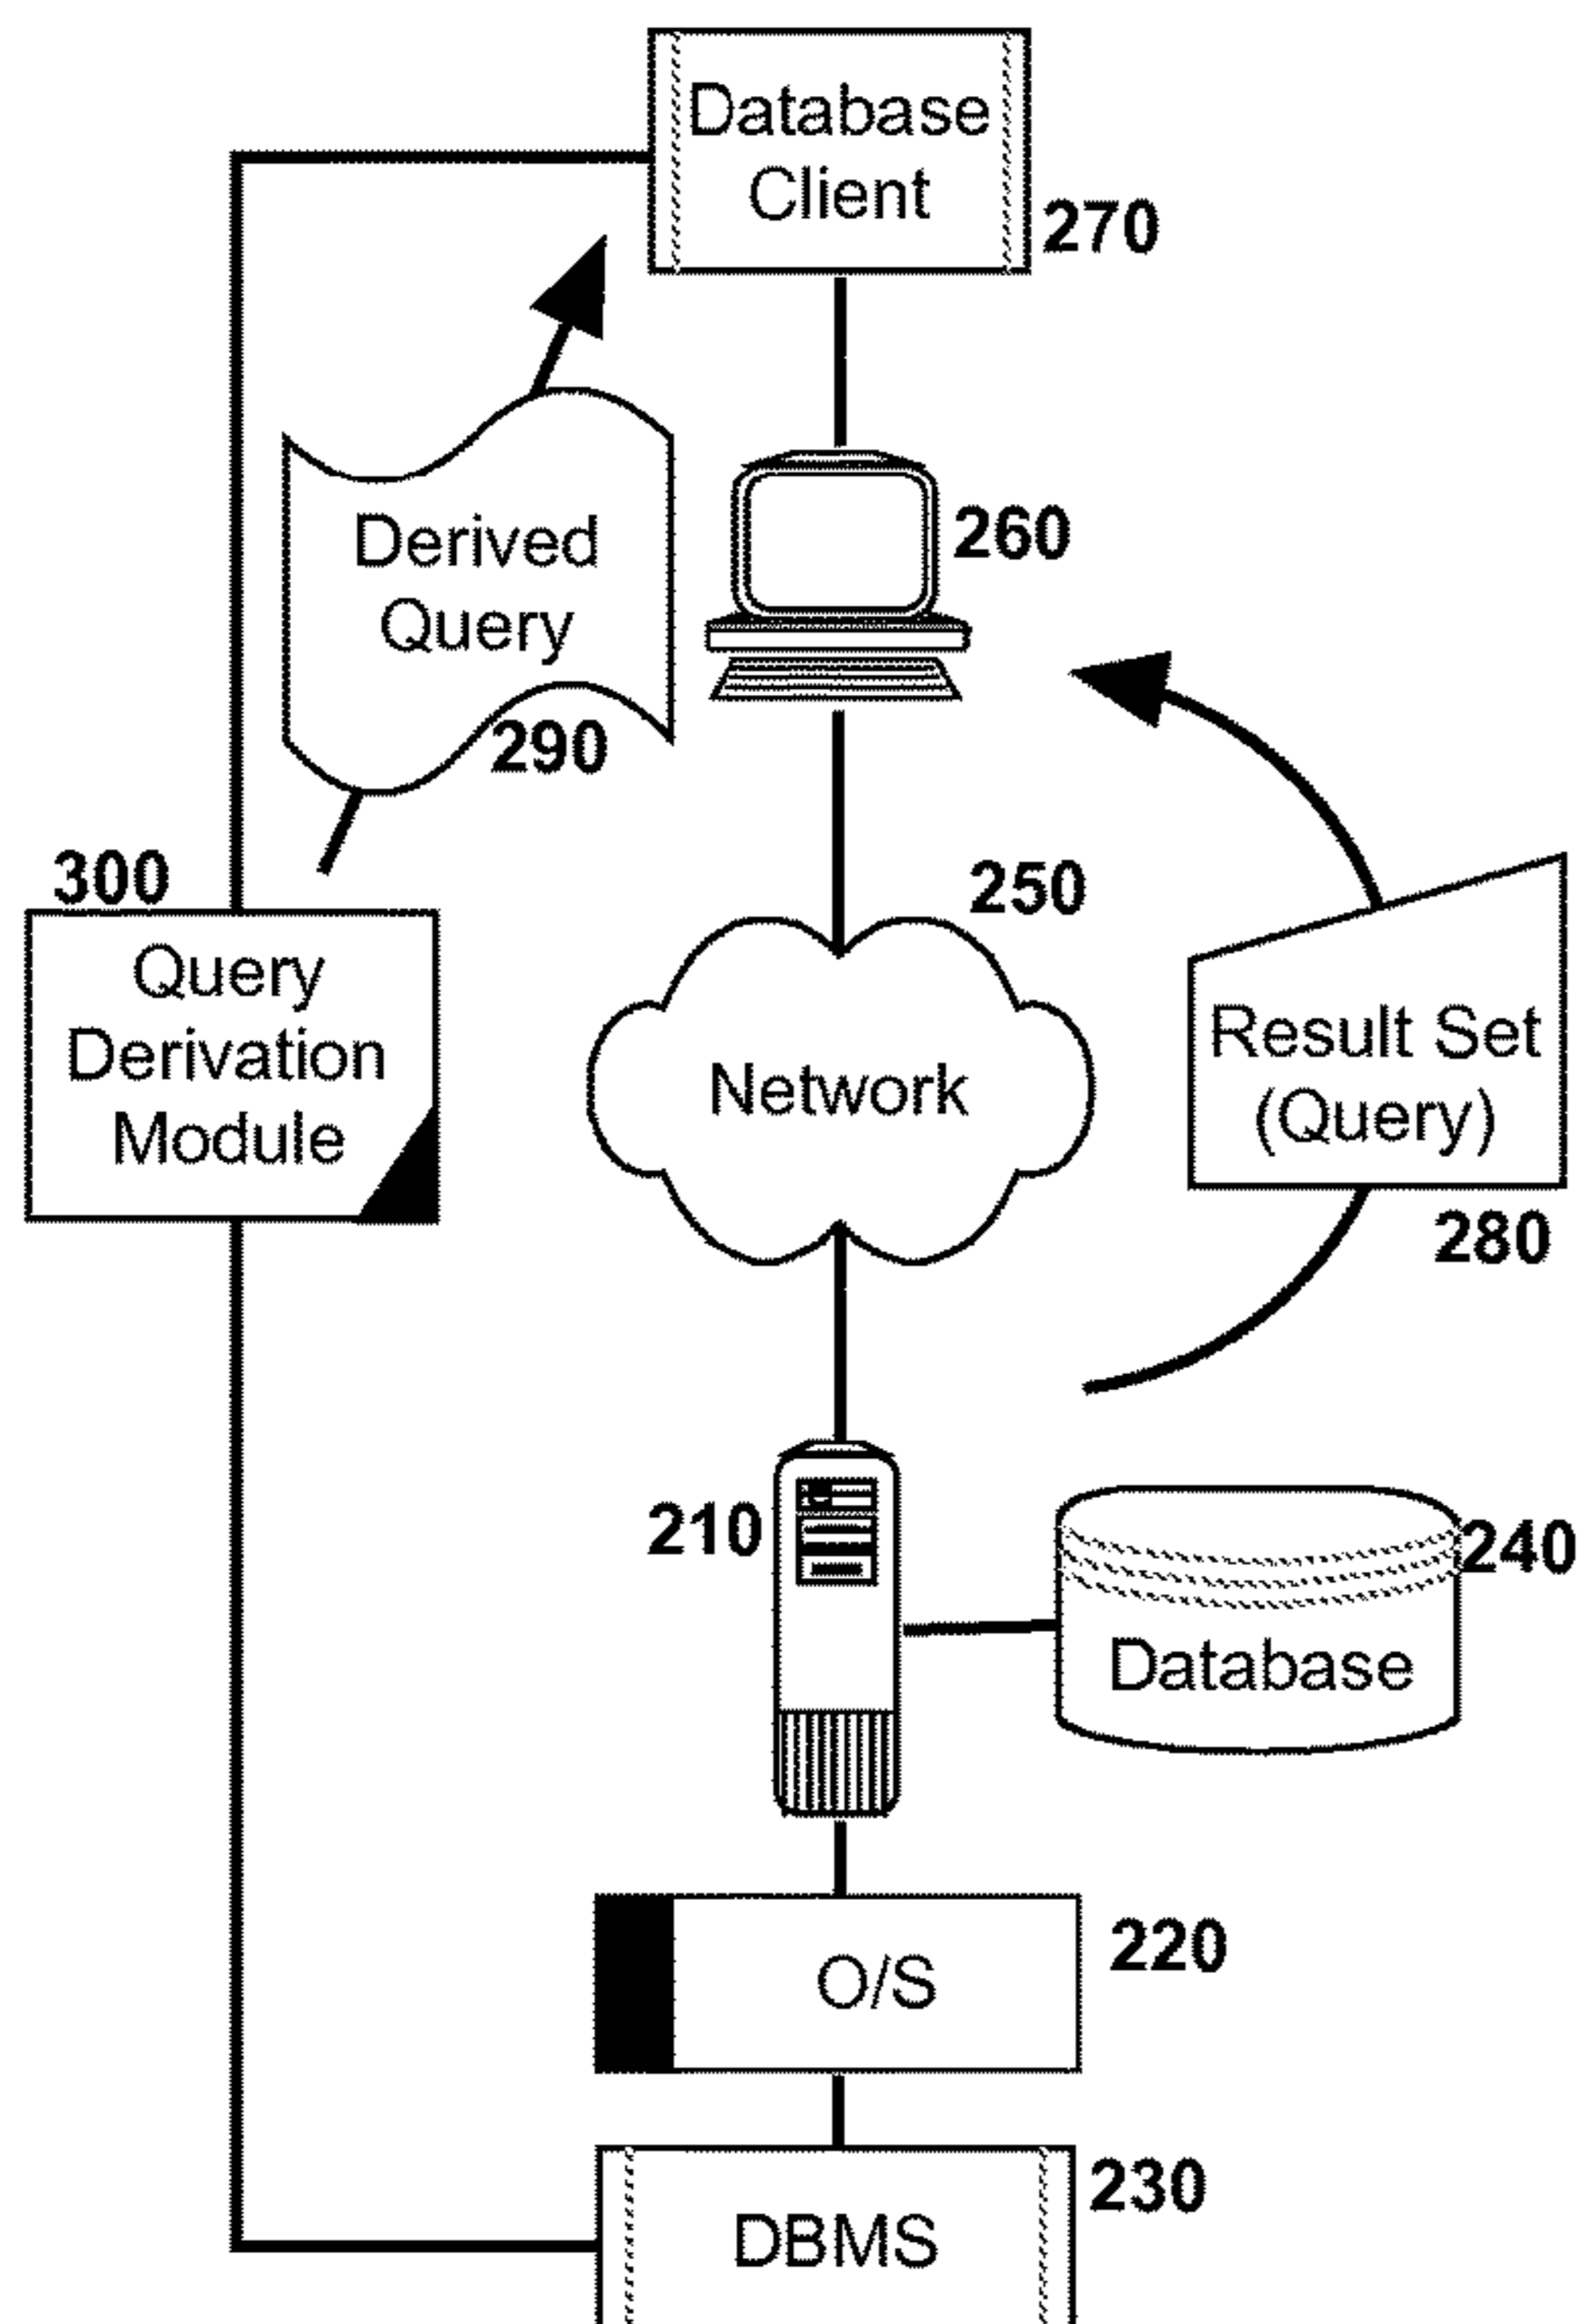 Database
Client
270
Derived
Query
290
260
300
Query
Derivation
Module
250
Network
Result Set
(Query)
280
210
240
Database
O/S
220
DBMS
230